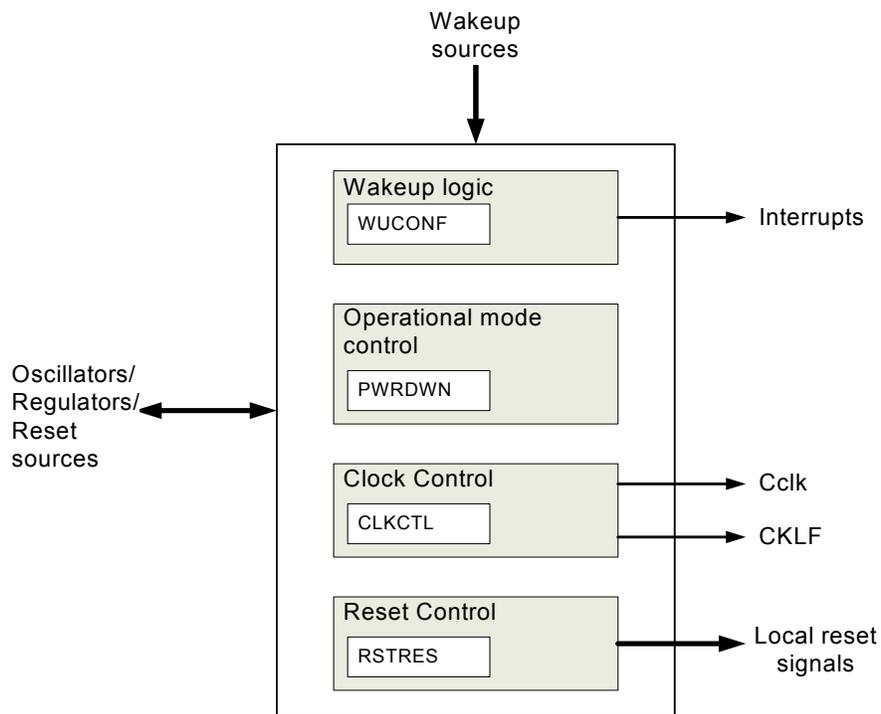 Wakeup
sources
Wakeup logic
WUCONF
Interrupts
Operational mode
control
PWRDWN
Oscillators/
Regulators/
Reset
sources
Clock Control
CLKCTL
Cclk
CKLF
Reset Control
RSTRES
Local reset
signals